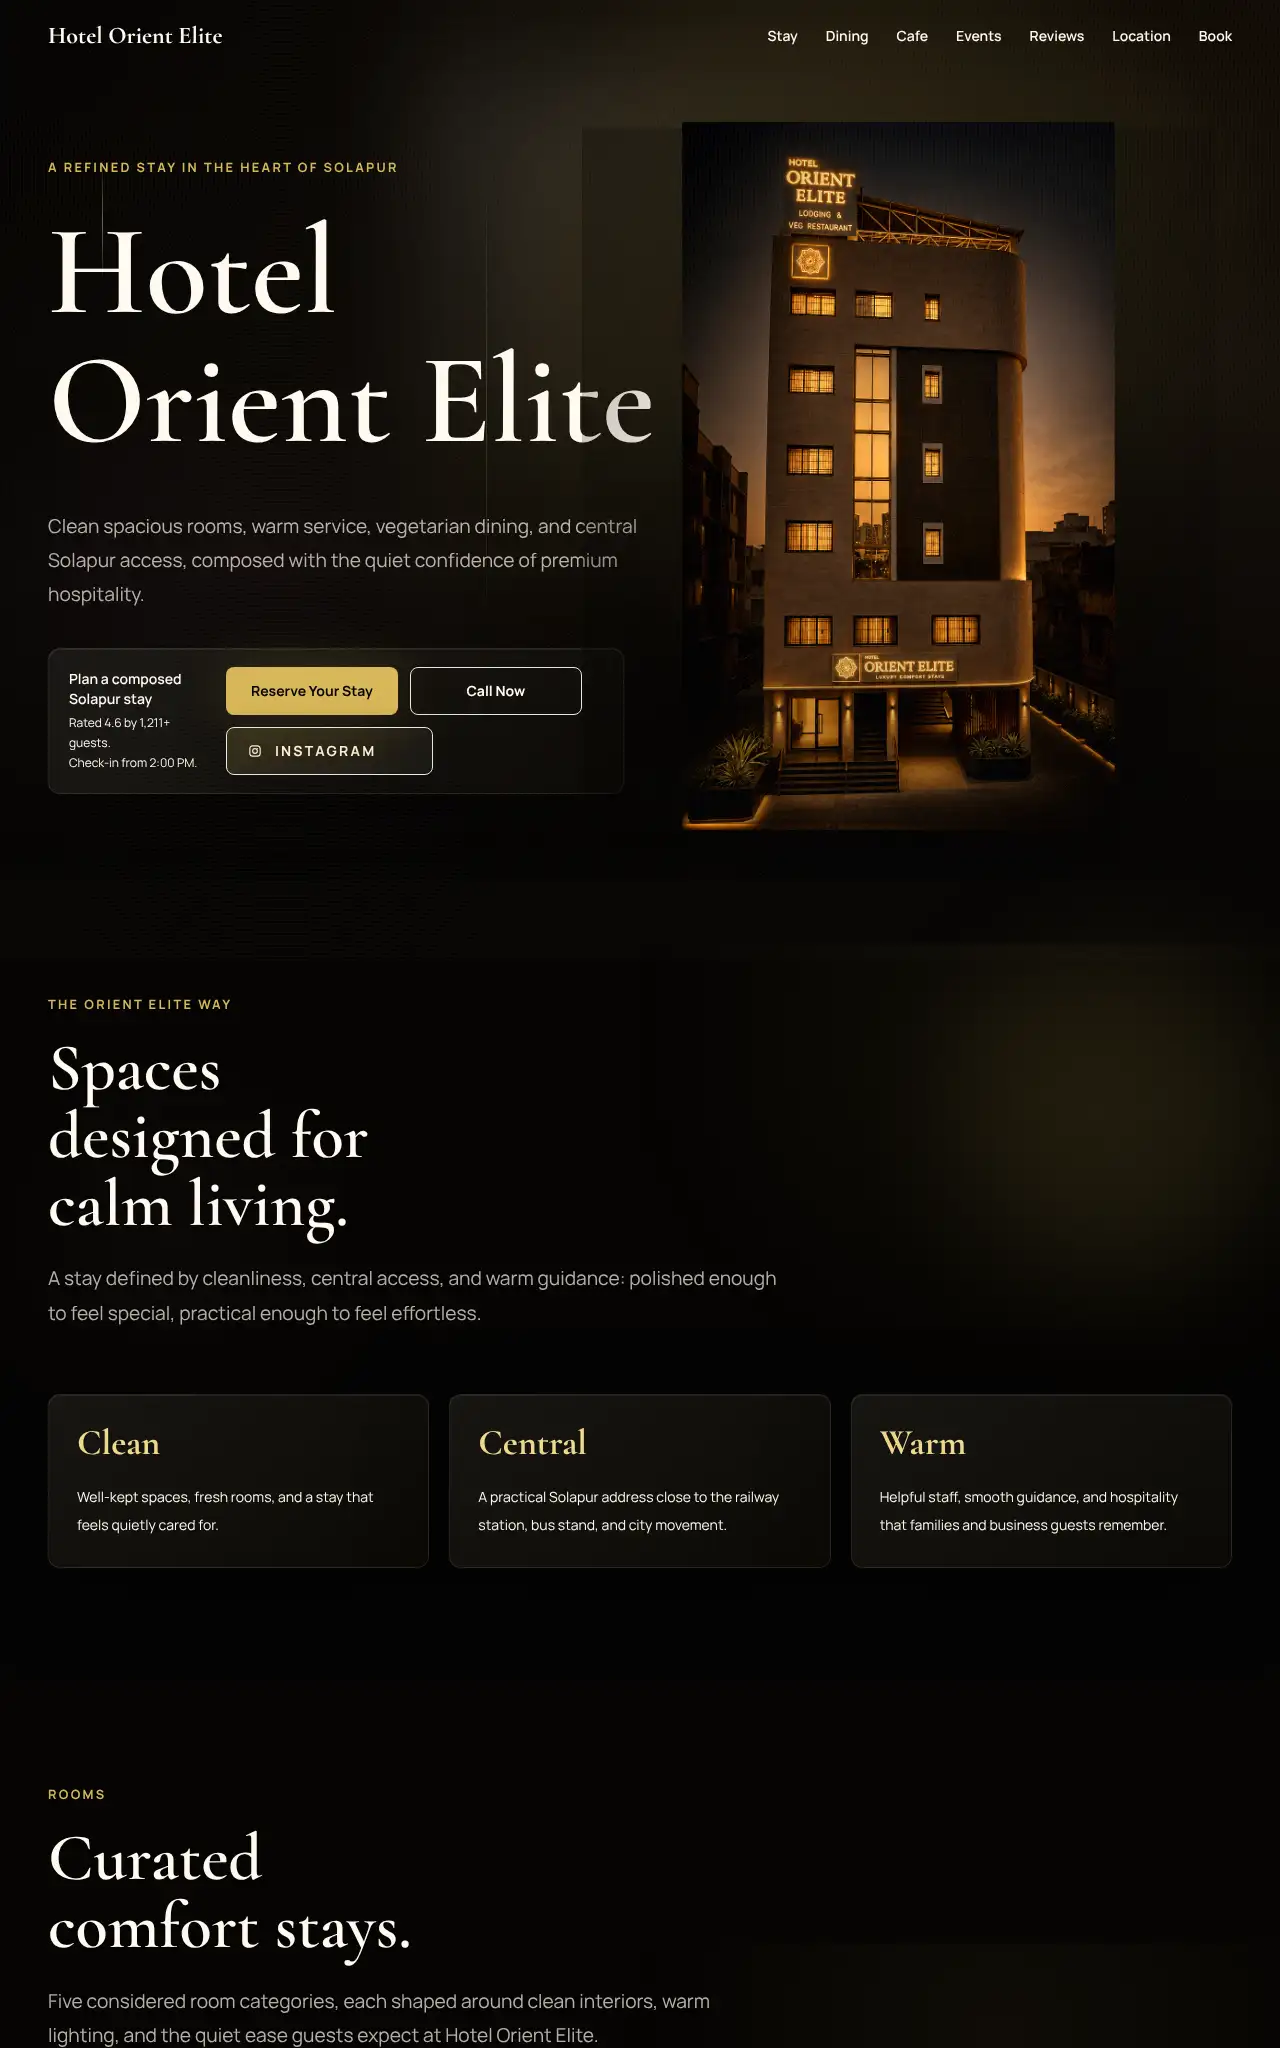 Hotel Orient Elite
Stay Dining Cafe Events Reviews Location Book
A REFINED STAY IN THE HEART OF SOLAPUR
Hotel
Orient Elite
Clean spacious rooms, warm service, vegetarian dining, and central
Solapur access, composed with the quiet confidence of premium
hospitality.
Plan a composed
Solapur stay
Rated 4.6 by 1,211+
guests.
Check-in from 2:00 PM.
Reserve Your Stay
Call Now
INSTAGRAM
HOTEL
ORIENT
ELITE
LODGING &
VEG RESTAURANT
HOTEL
ORIENT ELITE
LUXURY COMFORT STAYS
THE ORIENT ELITE WAY
Spaces
designed for
calm living.
A stay defined by cleanliness, central access, and warm guidance: polished enough
to feel special, practical enough to feel effortless.
Clean
Well-kept spaces, fresh rooms, and a stay that
feels quietly cared for.
Central
A practical Solapur address close to the railway
station, bus stand, and city movement.
Warm
Helpful staff, smooth guidance, and hospitality
that families and business guests remember.
ROOMS
Curated
comfort stays.
Five considered room categories, each shaped around clean interiors, warm
lighting, and the quiet ease guests expect at Hotel Orient Elite.